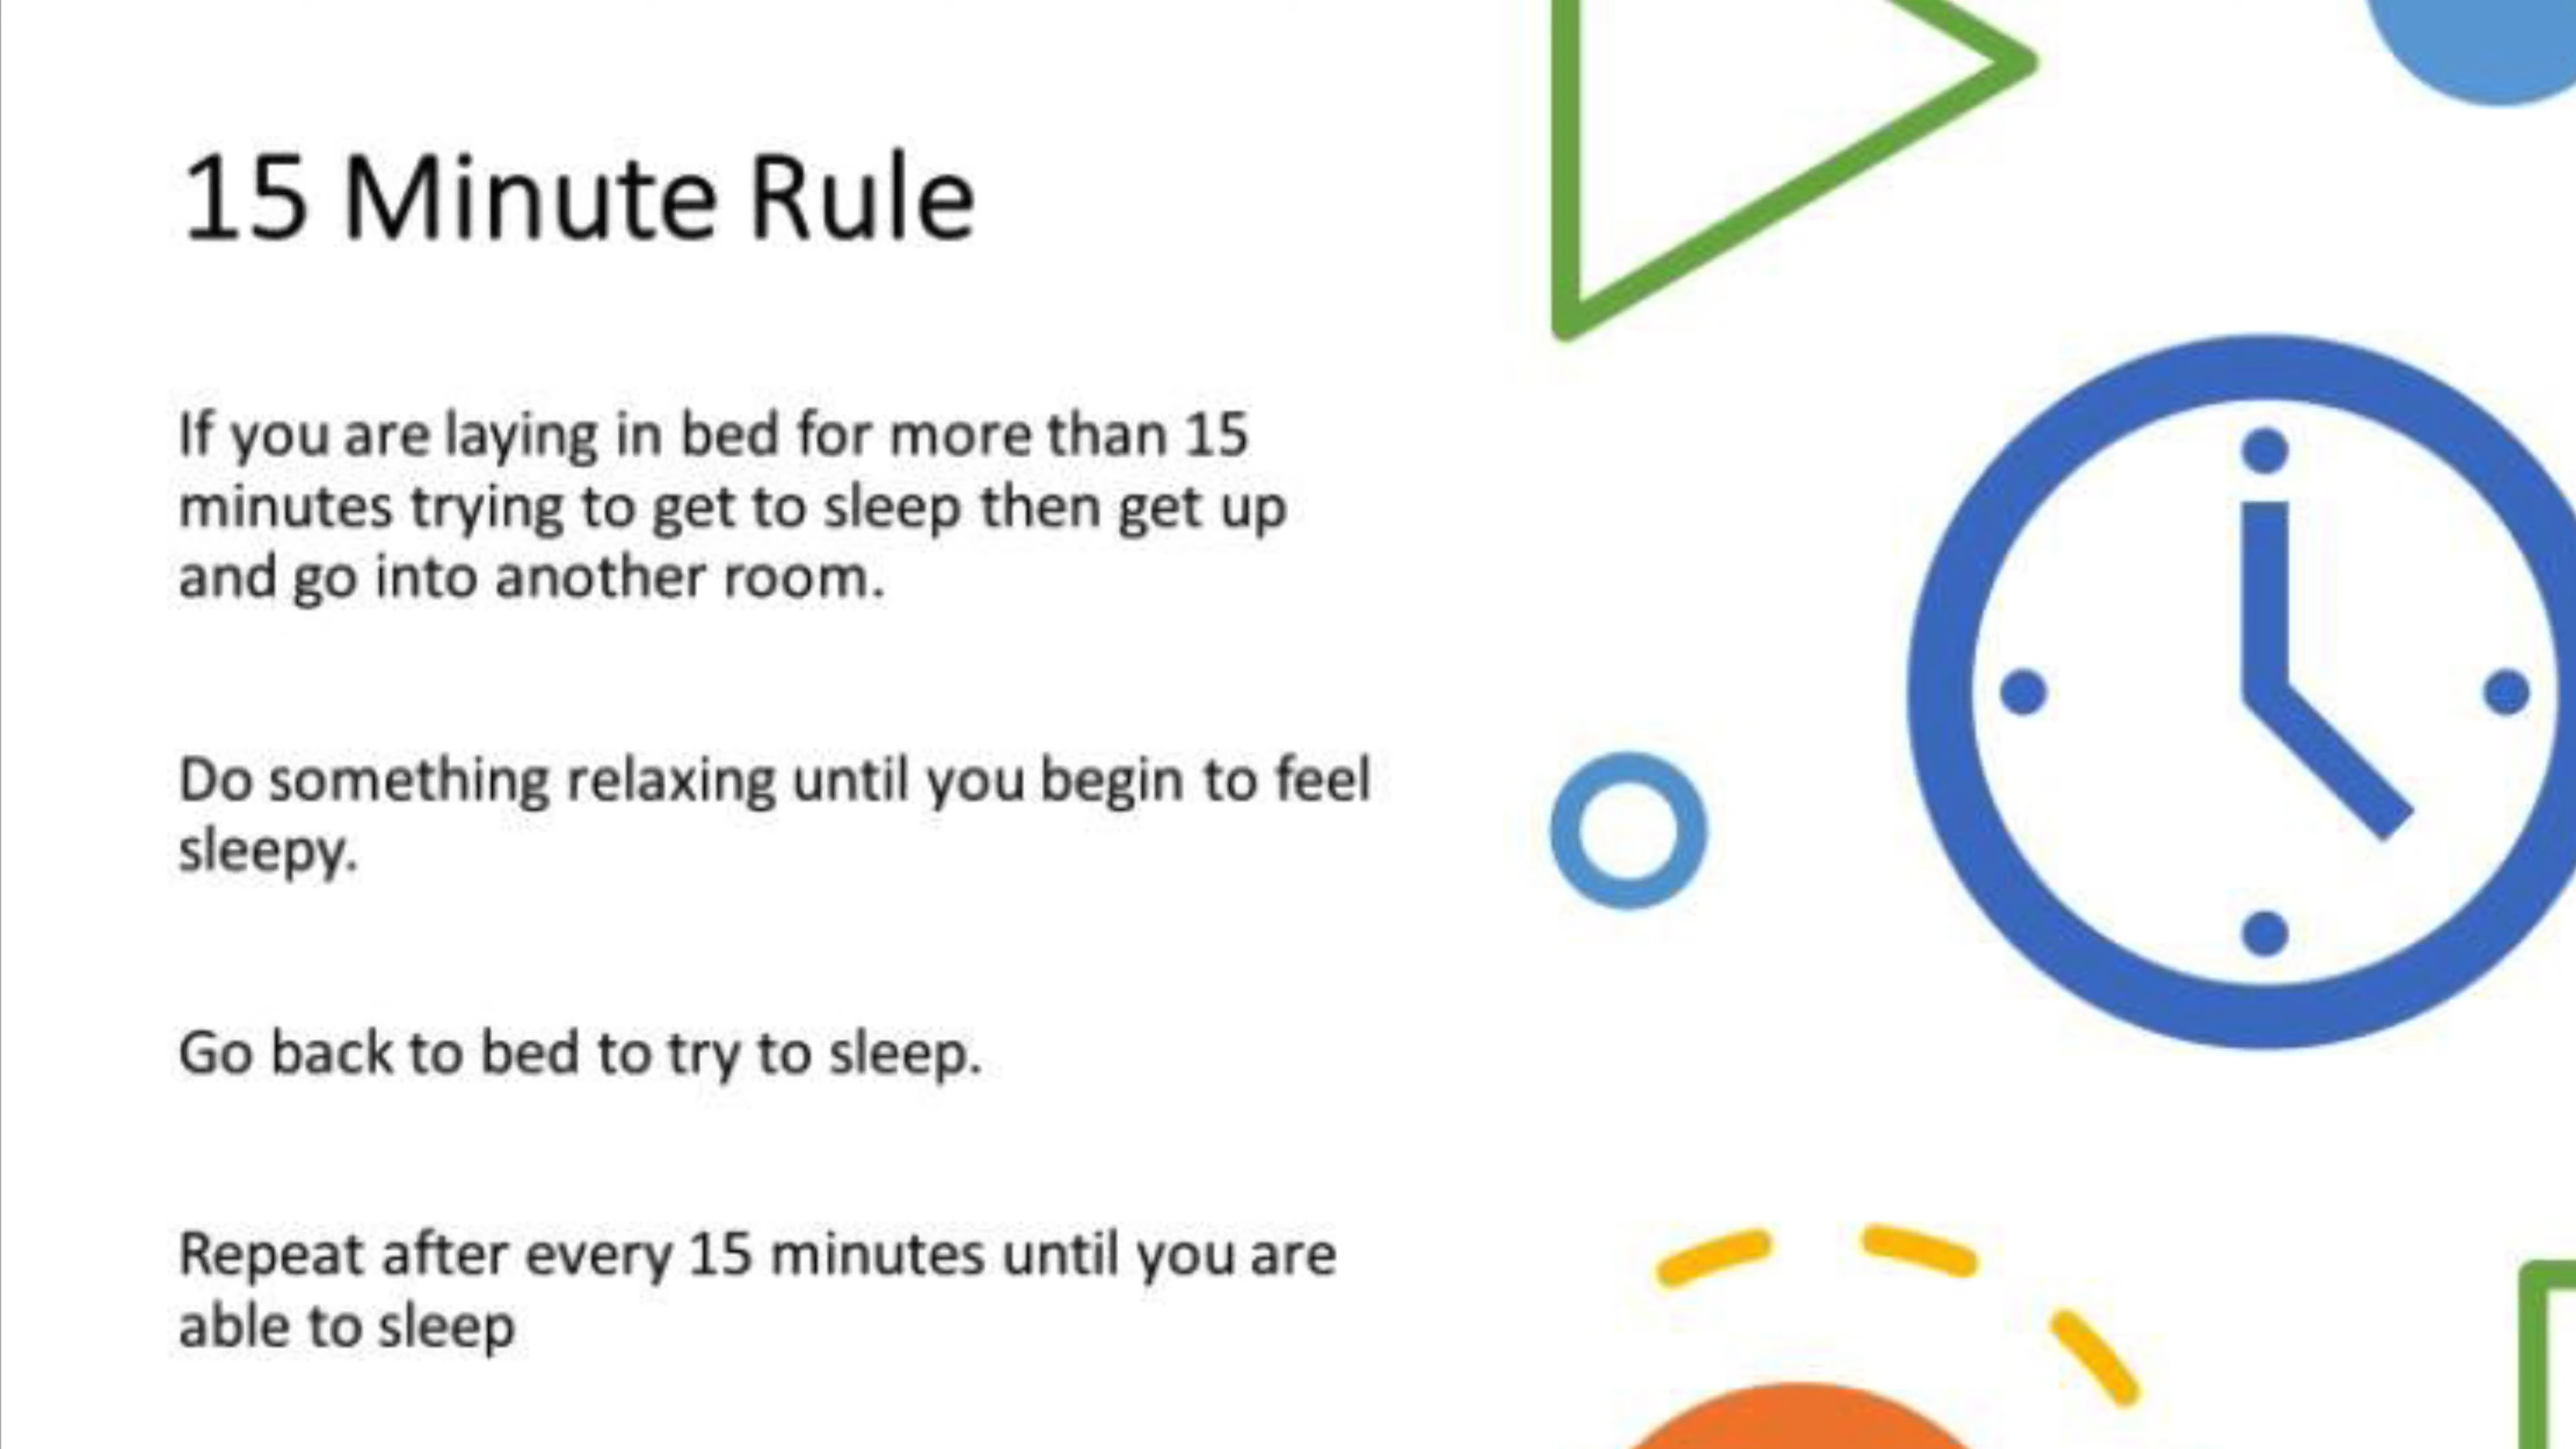 15 Minute Rule
If you are laying in bed for more than 15
minutes trying to get to sleep then get up
and go into another room.
Do something relaxing until you begin to feel
sleepy.
Go back to bed to try to sleep.
Repeat after every 15 minutes until you are
able to sleep